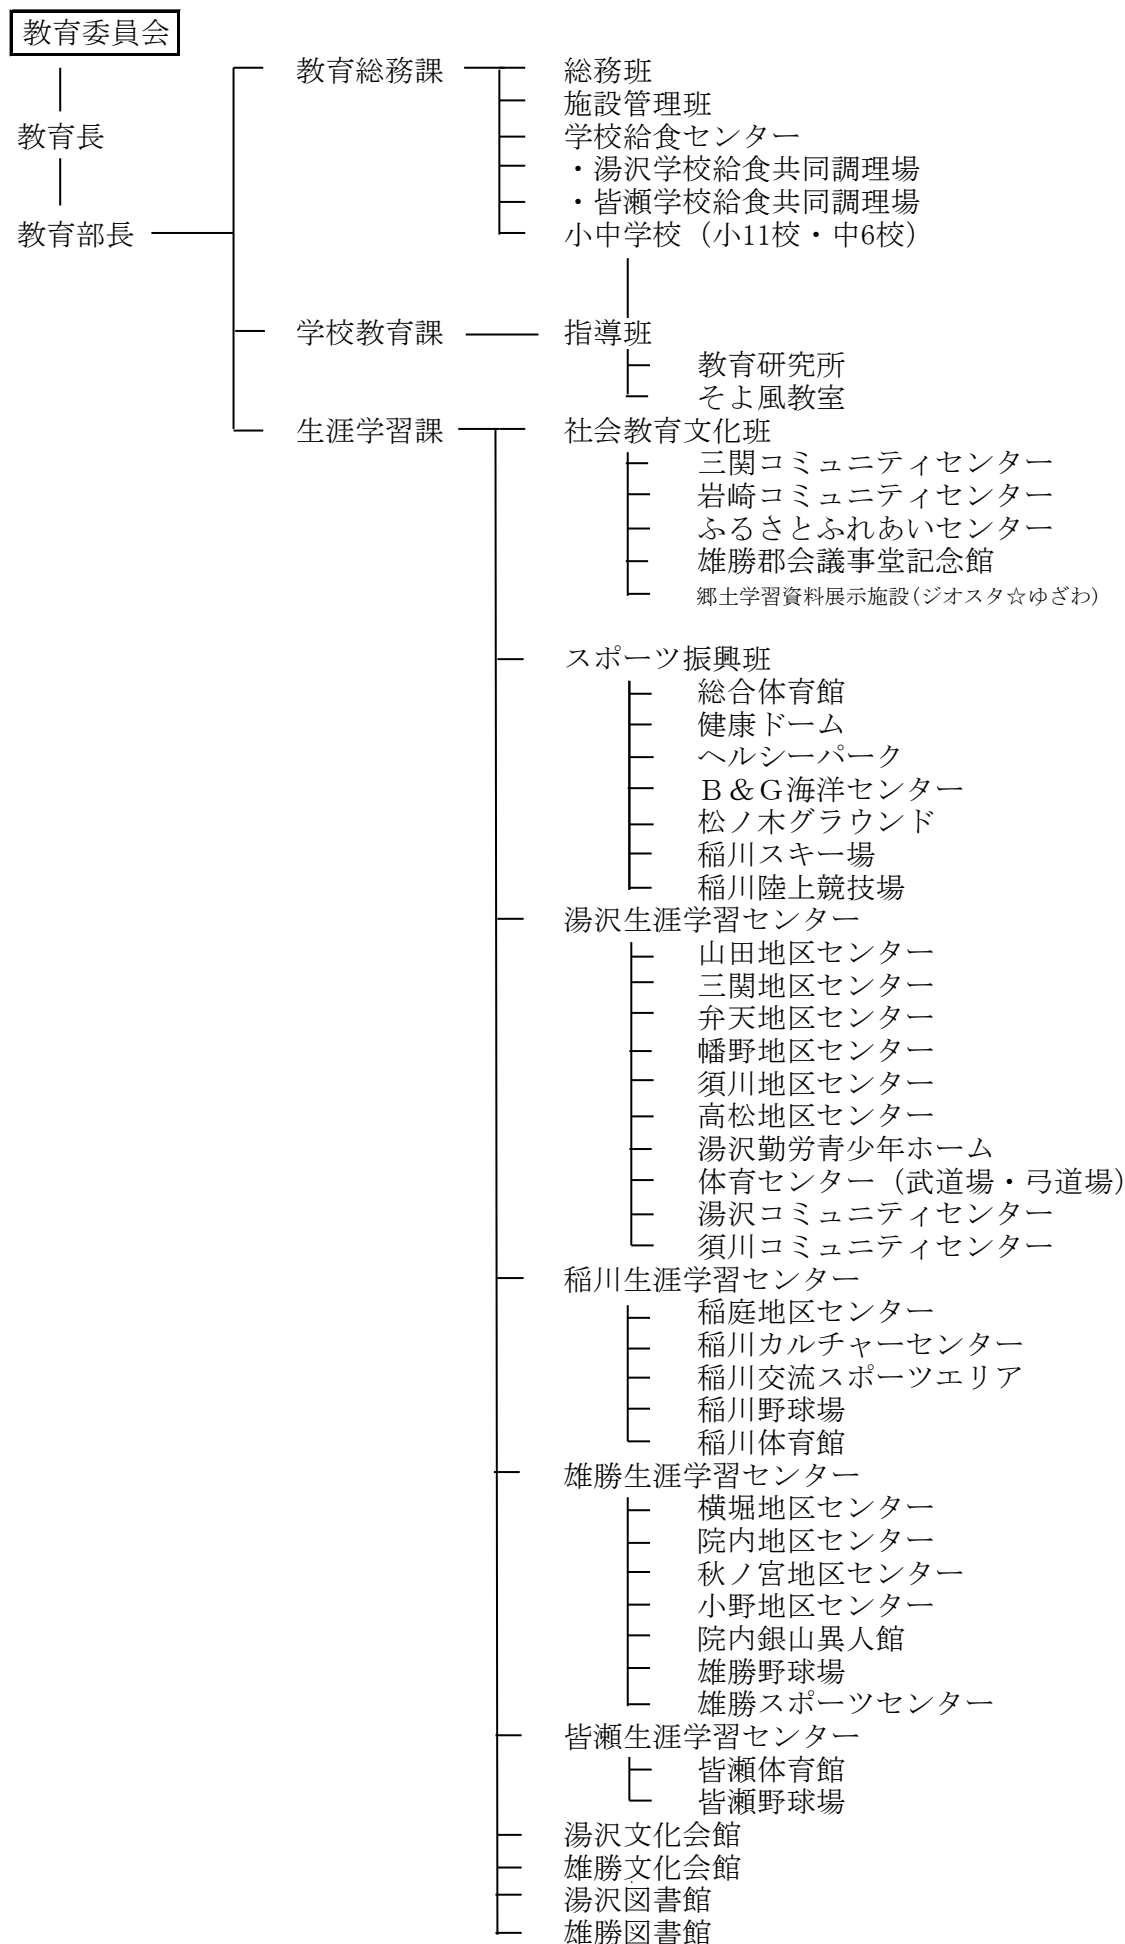 教育委員会
教育総務課 総務班
施設管理班
教育長 学校給食センター
・湯沢学校給食共同調理場
・皆瀬学校給食共同調理場
教育部長 小中学校（小11校・中6校）
学校教育課 指導班
教育研究所
そよ風教室
生涯学習課 社会教育文化班
三関コミュニティセンター
岩崎コミュニティセンター
ふるさとふれあいセンター
雄勝郡会議事堂記念館
郷土学習資料展示施設（ジオスタ☆ゆざわ）
スポーツ振興班
総合体育館
健康ドーム
ヘルシーパーク
Ｂ＆Ｇ海洋センター
松ノ木グラウンド
稲川スキー場
稲川陸上競技場
湯沢生涯学習センター
山田地区センター
三関地区センター
弁天地区センター
幡野地区センター
須川地区センター
高松地区センター
湯沢勤労青少年ホーム
体育センター（武道場・弓道場）
湯沢コミュニティセンター
須川コミュニティセンター
稲川生涯学習センター
稲庭地区センター
稲川カルチャーセンター
稲川交流スポーツエリア
稲川野球場
稲川体育館
雄勝生涯学習センター
横堀地区センター
院内地区センター
秋ノ宮地区センター
小野地区センター
院内銀山異人館
雄勝野球場
雄勝スポーツセンター
皆瀬生涯学習センター
皆瀬体育館
皆瀬野球場
湯沢文化会館
雄勝文化会館
湯沢図書館
雄勝図書館